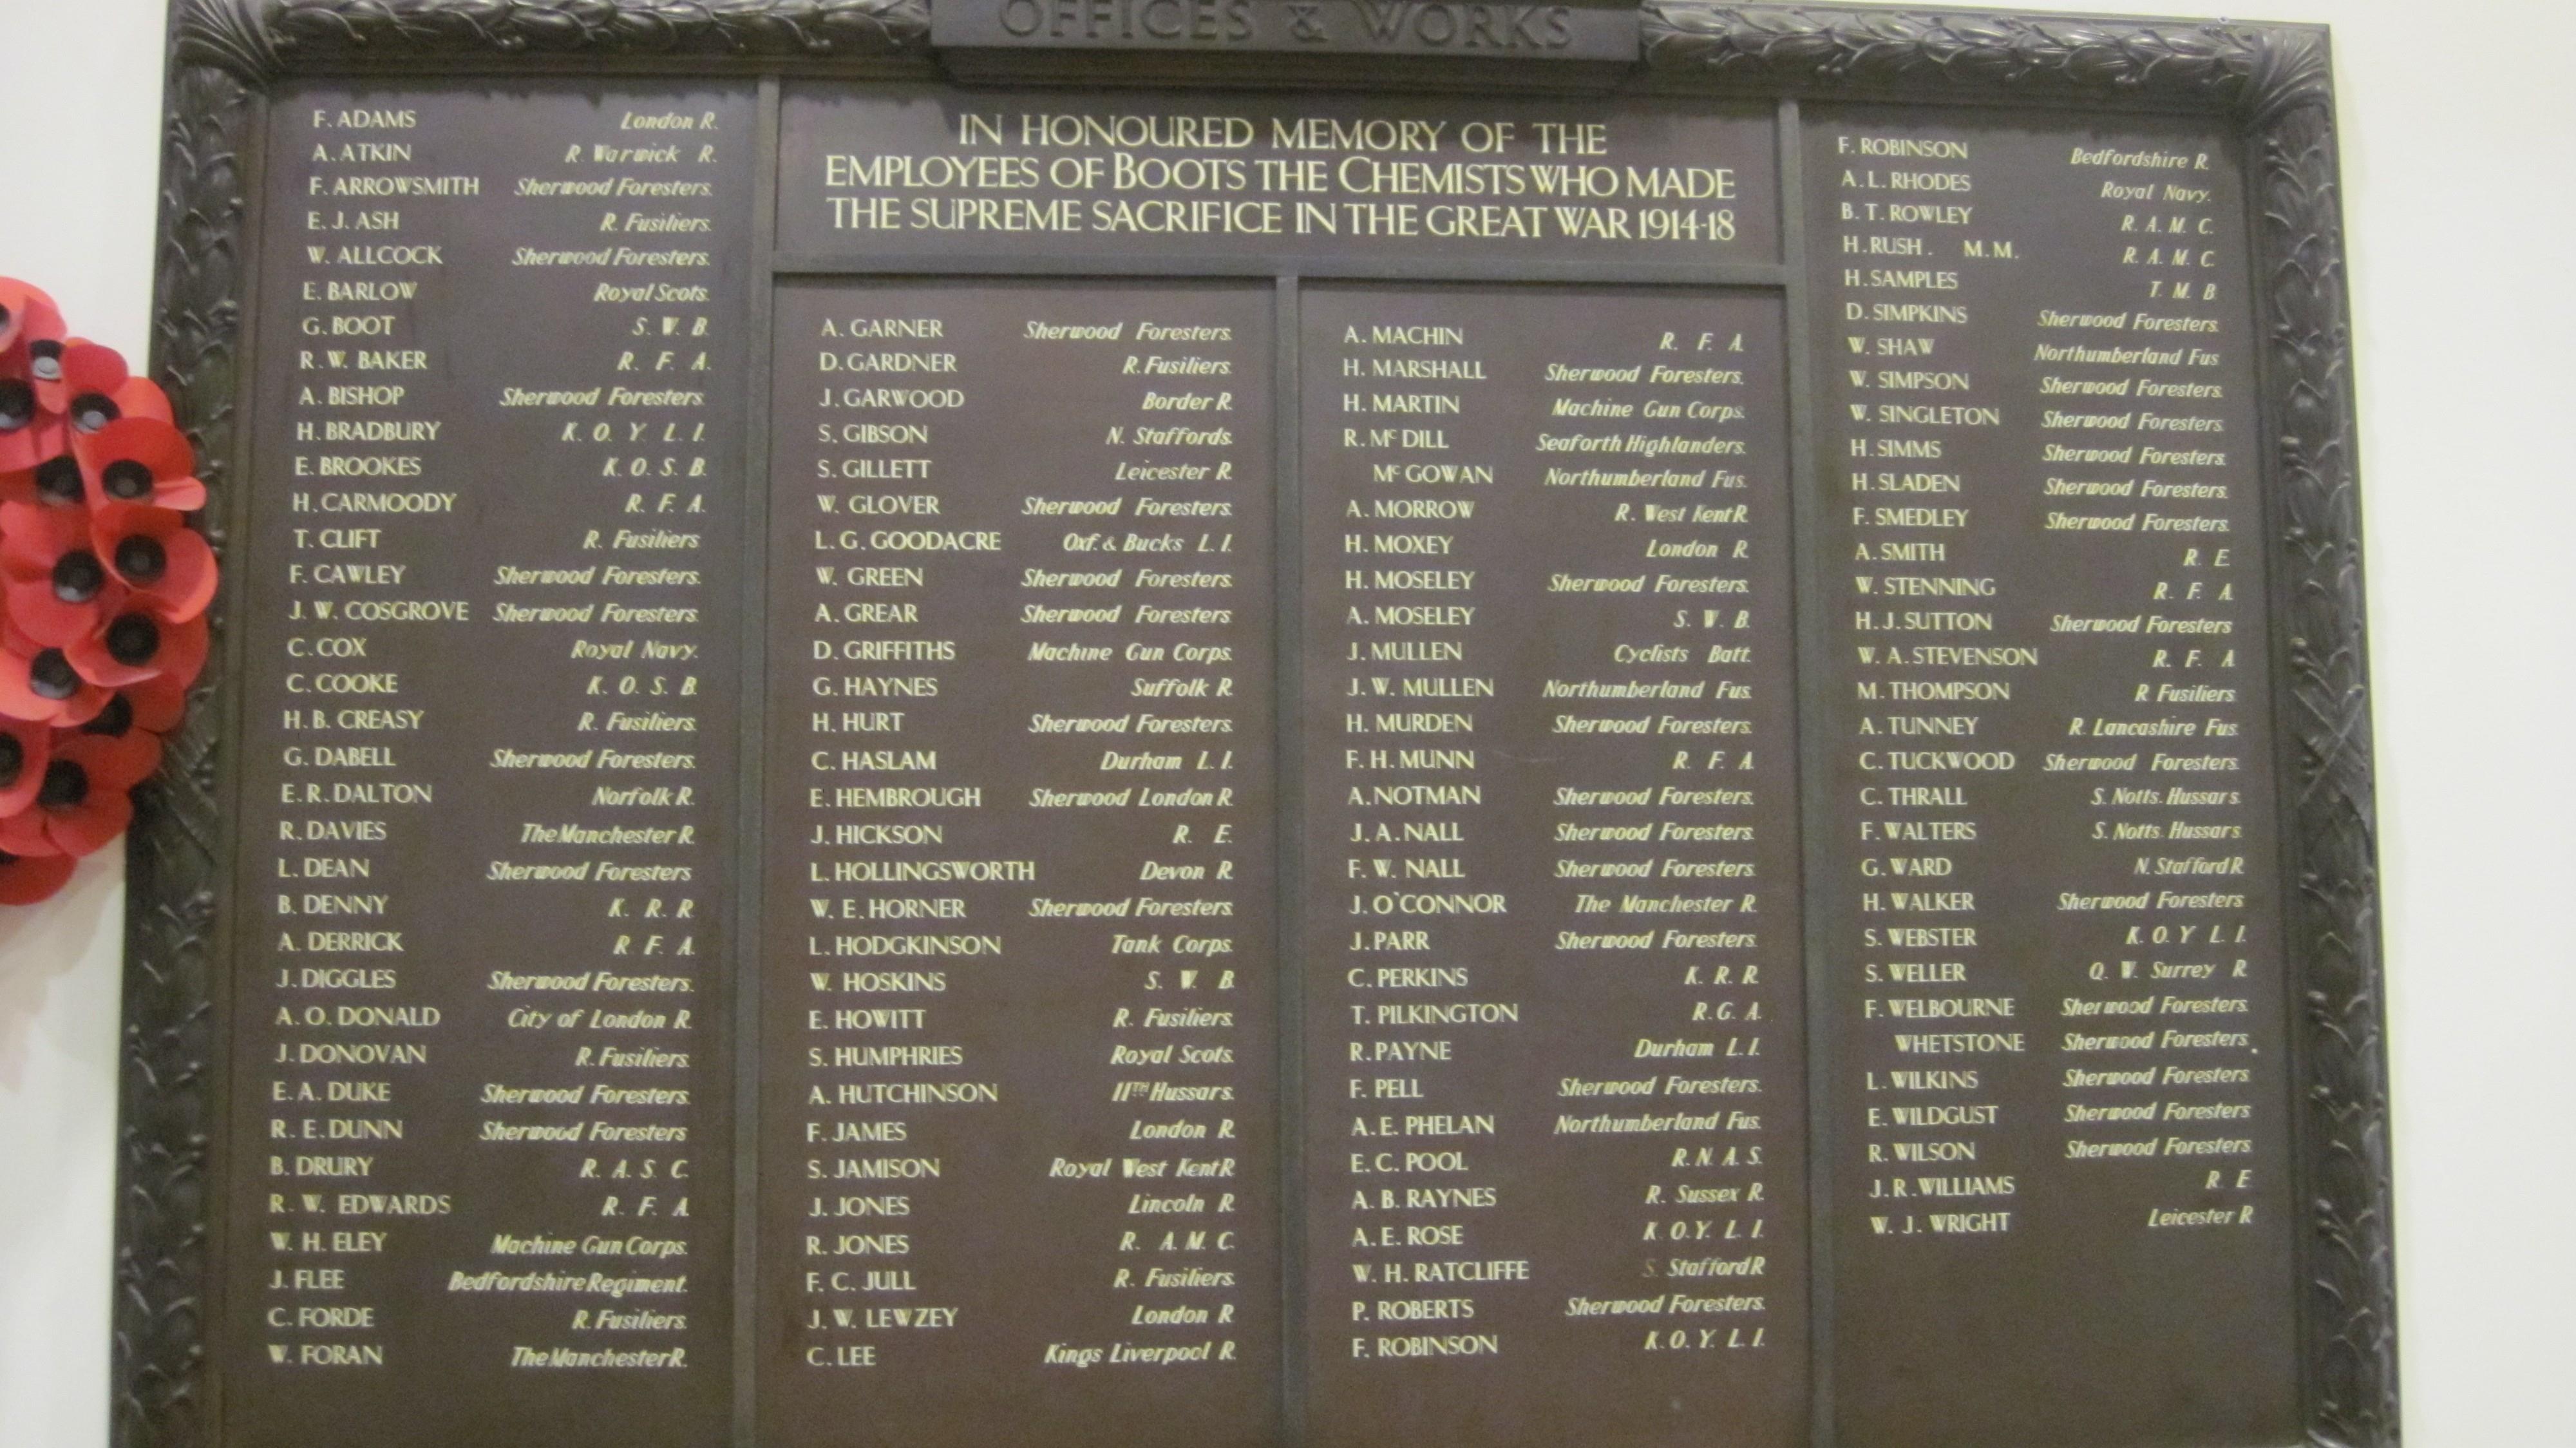 OFFICES & WORKS
IN HONOURED MEMORY OF THE
EMPLOYEES OF BOOTS THE CHEMISTS WHO MADE
THE SUPREME SACRIFICE IN THE GREAT WAR 1914-18
F. ADAMS London R.
A. ATKIN R. Warwick R.
F. ARROWSMITH Sherwood Foresters.
E. J. ASH R. Fusiliers.
W. ALLCOCK Sherwood Foresters.
E. BARLOW Royal Scots.
G. BOOT S. W. B.
R. W. BAKER R. F. A.
A. BISHOP Sherwood Foresters.
H. BRADBURY K. O. Y. L. I.
E. BROOKES K. O. S. B.
H. CARMOODY R. F. A.
T. CLIFT R. Fusiliers
F. CAWLEY Sherwood Foresters.
J. W. COSGROVE Sherwood Foresters.
C. COX Royal Navy.
C. COOKE K. O. S. B.
H. B. CREASY R. Fusiliers.
G. DABELL Sherwood Foresters.
E. R. DALTON Norfolk R.
R. DAVIES The Manchester R.
L. DEAN Sherwood Foresters
B. DENNY K. R. R.
A. DERRICK R. F. A.
J. DIGGLES Sherwood Foresters.
A. O. DONALD City of London R.
J. DONOVAN R. Fusiliers.
E. A. DUKE Sherwood Foresters.
R. E. DUNN Sherwood Foresters
B. DRURY R. A. S. C.
R. W. EDWARDS R. F. A.
W. H. ELEY Machine Gun Corps.
J. FLEE Bedfordshire Regiment.
C. FORDE R. Fusiliers.
W. FORAN The Manchester R.
A. GARNER Sherwood Foresters.
D. GARDNER R. Fusiliers.
J. GARWOOD Border R.
S. GIBSON N. Staffords.
S. GILLETT Leicester R.
W. GLOVER Sherwood Foresters.
L. G. GOODACRE Oxf. & Bucks L. I.
W. GREEN Sherwood Foresters.
A. GREAR Sherwood Foresters.
D. GRIFFITHS Machine Gun Corps.
G. HAYNES Suffolk R.
H. HURT Sherwood Foresters.
C. HASLAM Durham L. I.
E. HEMBROUGH Sherwood London R.
J. HICKSON R. E.
L. HOLLINGSWORTH Devon R.
W. E. HORNER Sherwood Foresters.
L. HODGKINSON Tank Corps.
W. HOSKINS S. W. B.
E. HOWITT R. Fusiliers.
S. HUMPHRIES Royal Scots.
A. HUTCHINSON 11TH Hussars.
F. JAMES London R.
S. JAMISON Royal West Kent R
J. JONES Lincoln R.
R. JONES R. A. M. C.
F. C. JULL R. Fusiliers.
J. W. LEWZEY London R.
C. LEE Kings Liverpool R.
A. MACHIN R. F. A.
H. MARSHALL Sherwood Foresters.
H. MARTIN Machine Gun Corps.
R. Mc DILL Seaforth Highlanders.
Mc GOWAN Northumberland Fus.
A. MORROW R. West Kent R.
H. MOXEY London R.
H. MOSELEY Sherwood Foresters.
A. MOSELEY S. W. B.
J. MULLEN Cyclists Batt.
J. W. MULLEN Northumberland Fus.
H. MURDEN Sherwood Foresters.
F. H. MUNN R. F. A.
A. NOTMAN Sherwood Foresters.
J. A. NALL Sherwood Foresters.
F. W. NALL Sherwood Foresters.
J. O'CONNOR The Manchester R.
J. PARR Sherwood Foresters.
C. PERKINS K. R. R.
T. PILKINGTON R. G. A.
R. PAYNE Durham L. I.
F. PELL Sherwood Foresters.
A. E. PHELAN Northumberland Fus.
E. C. POOL R. N. A. S.
A. B. RAYNES R. Sussex R.
A. E. ROSE K. O. Y. L. I.
W. H. RATCLIFFE S. Stafford R
P. ROBERTS Sherwood Foresters.
F. ROBINSON K. O. Y. L. I.
F. ROBINSON Bedfordshire R.
A. L. RHODES Royal Navy.
B. T. ROWLEY R. A. M. C.
H. RUSH. M. M. R. A. M. C.
H. SAMPLES T. M. B.
D. SIMPKINS Sherwood Foresters.
W. SHAW Northumberland Fus
W. SIMPSON Sherwood Foresters.
W. SINGLETON Sherwood Foresters.
H. SIMMS Sherwood Foresters.
H. SLADEN Sherwood Foresters.
F. SMEDLEY Sherwood Foresters.
A. SMITH R. E.
W. STENNING R. F. A.
H. J. SUTTON Sherwood Foresters
W. A. STEVENSON R. F. A.
M. THOMPSON R Fusiliers
A. TUNNEY R. Lancashire Fus.
C. TUCKWOOD Sherwood Foresters.
C. THRALL S. Notts. Hussars.
F. WALTERS S. Notts. Hussars.
G. WARD N. Stafford R.
H. WALKER Sherwood Foresters
S. WEBSTER K. O. Y L. I.
S. WELLER Q. W. Surrey R.
F. WELBOURNE Sherwood Foresters.
WHETSTONE Sherwood Foresters.
L. WILKINS Sherwood Foresters
E. WILDGUST Sherwood Foresters
R. WILSON Sherwood Foresters
J. R. WILLIAMS R. E
W. J. WRIGHT Leicester R